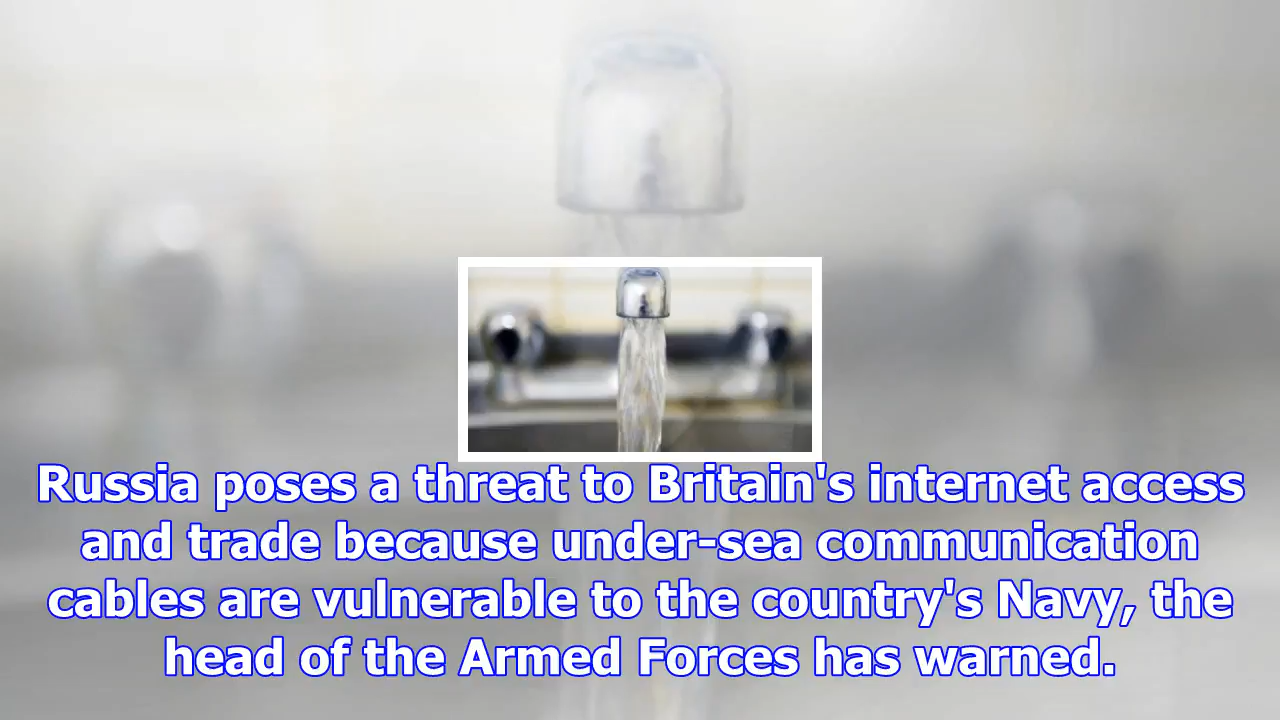 Russia poses a threat to Britain's internet access
and trade because under-sea communication
cables are vulnerable to the country's Navy, the
head of the Armed Forces has warned.